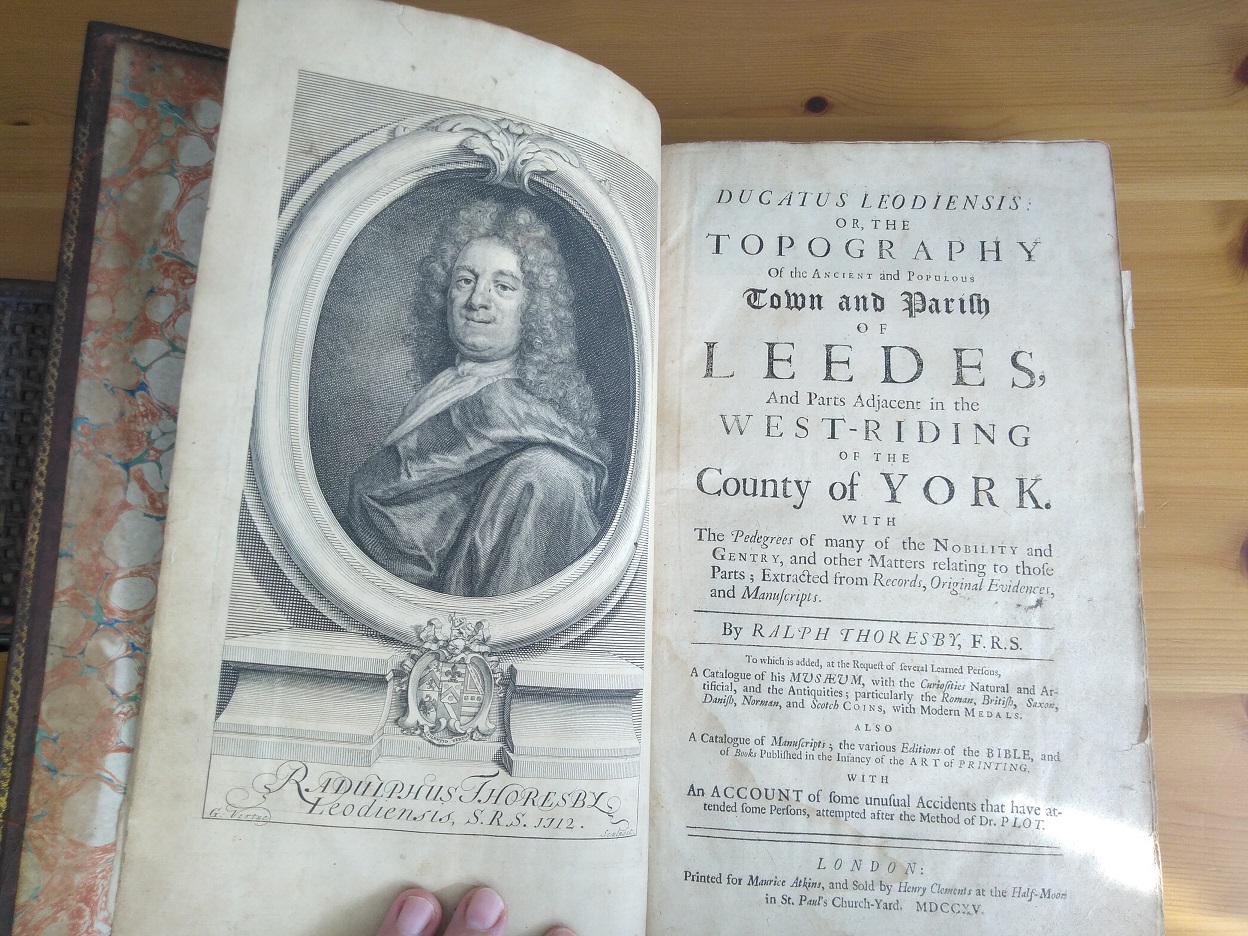 RADULPHUS THORESBY
Leodiensis, S.R.S. 1712.
G. Vertue Sculpsit
DUCATUS LEODIENSIS:
OR, THE
TOPOGRAPHY
Of the ANCIENT and POPULOUS
Town and Pariſh
OF
LEEDES,
And Parts Adjacent in the
WEST-RIDING
OF THE
County of YORK.
WITH
The Pedegrees of many of the NOBILITY and
GENTRY, and other Matters relating to thoſe
Parts; Extracted from Records, Original Evidences,
and Manuſcripts.
By RALPH THORESBY, F.R.S.
To which is added, at the Requeſt of ſeveral Learned Perſons,
A Catalogue of his MUSÆUM, with the Curioſities Natural and Ar-
tificial, and the Antiquities; particularly the Roman, Britiſh, Saxon,
Daniſh, Norman, and Scotch COINS, with Modern MEDALS.
ALSO
A Catalogue of Manuſcripts; the various Editions of the BIBLE, and
of Books Publiſhed in the Infancy of the ART of PRINTING.
WITH
An ACCOUNT of ſome unuſual Accidents that have at-
tended ſome Perſons, attempted after the Method of Dr. PLOT.
LONDON:
Printed for Maurice Atkins, and Sold by Henry Clements at the Half-Moon
in St. Paul's Church-Yard. MDCCXV.